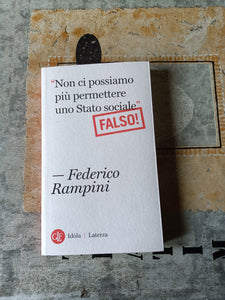 “Non ci possiamo
più permettere
uno Stato sociale”
FALSO!
— Federico
Rampini
Idòla | Laterza